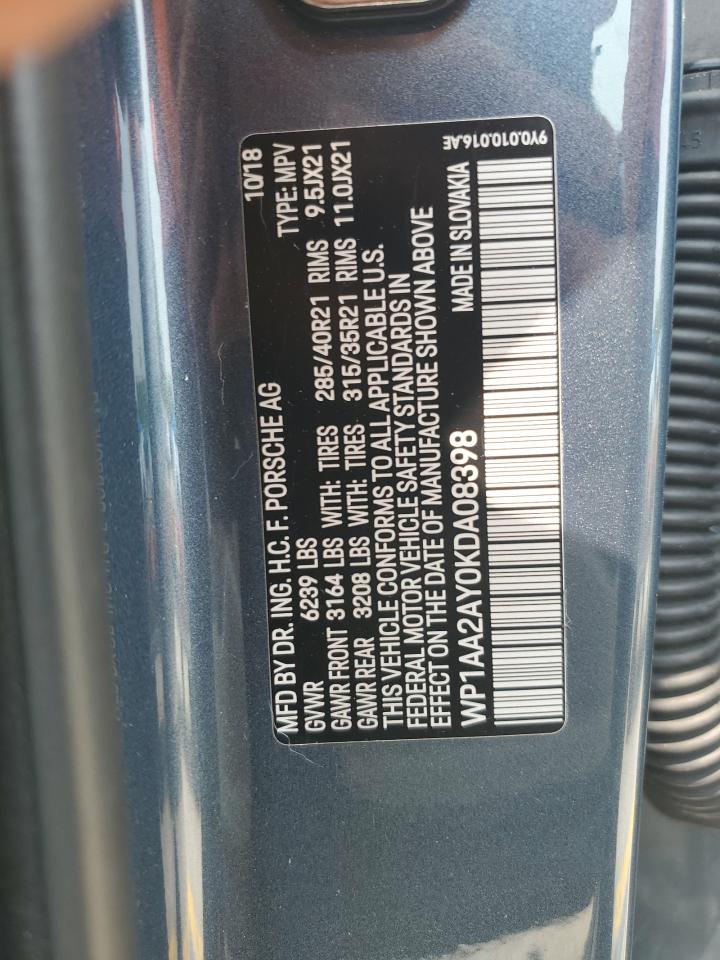 MFD BY DR. ING. H.C. F. PORSCHE AG 10/18
GVWR 6239 LBS TYPE: MPV
GAWR FRONT 3164 LBS WITH: TIRES 285/40R21 RIMS 9.5JX21
GAWR REAR 3208 LBS WITH: TIRES 315/35R21 RIMS 11.0JX21
THIS VEHICLE CONFORMS TO ALL APPLICABLE U.S.
FEDERAL MOTOR VEHICLE SAFETY STANDARDS IN
EFFECT ON THE DATE OF MANUFACTURE SHOWN ABOVE
WP1AA2AY0KDA08398 MADE IN SLOVAKIA
9Y0.010.016.AE